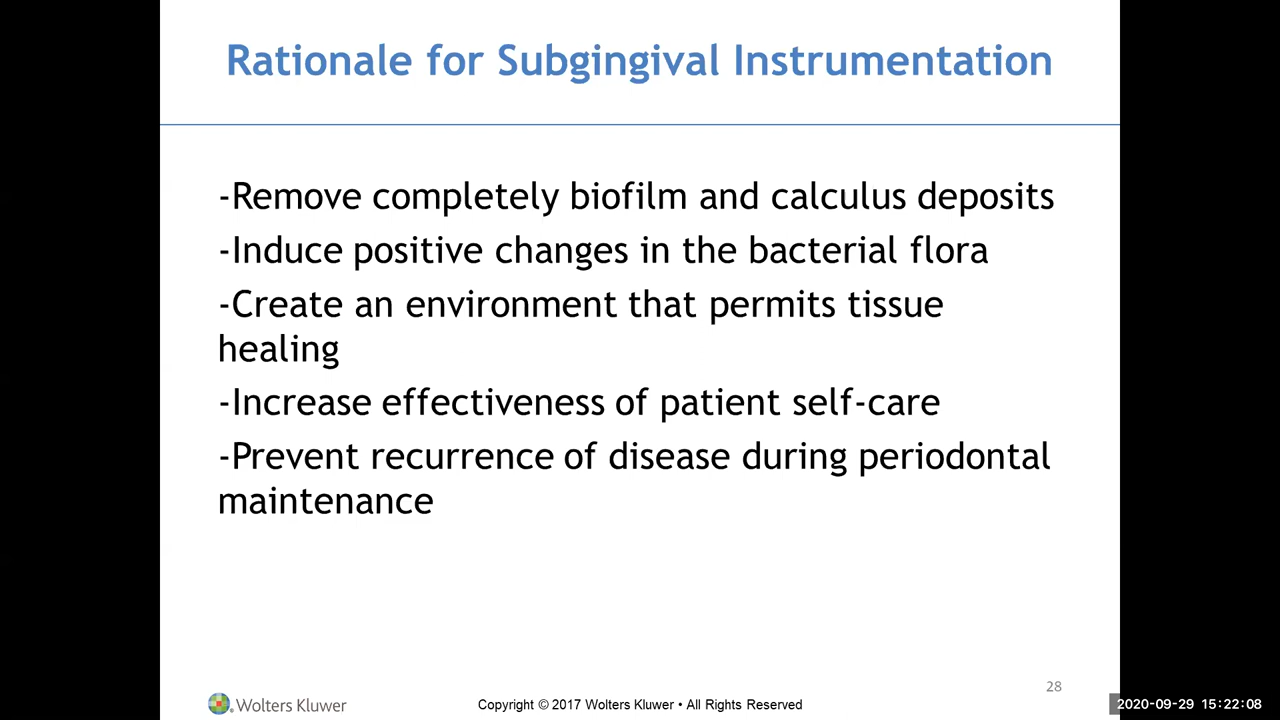 Rationale for Subgingival Instrumentation
-Remove completely biofilm and calculus deposits
-Induce positive changes in the bacterial flora
-Create an environment that permits tissue
healing
-Increase effectiveness of patient self-care
-Prevent recurrence of disease during periodontal
maintenance
28
Wolters Kluwer
Copyright © 2017 Wolters Kluwer • All Rights Reserved
2020-09-29 15:22:08